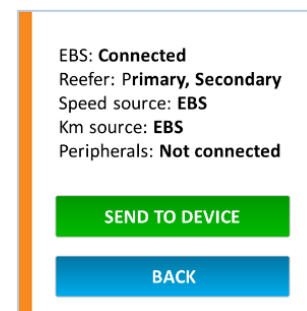 EBS: Connected
Reefer: Primary, Secondary
Speed source: EBS
Km source: EBS
Peripherals: Not connected
SEND TO DEVICE
BACK